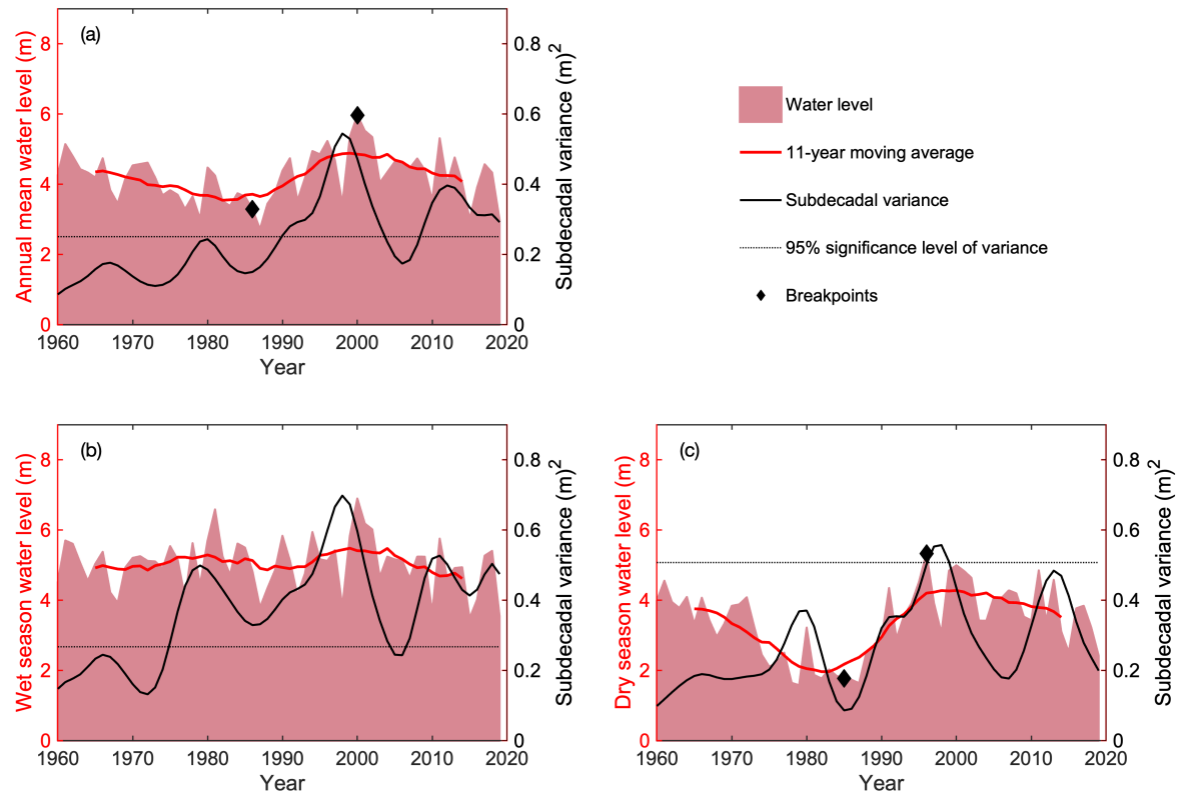 (a)
Annual mean water level (m)
0
2
4
6
8
Subdecadal variance (m)2
0
0.2
0.4
0.6
0.8
1960 1970 1980 1990 2000 2010 2020
Year
Water level
11-year moving average
Subdecadal variance
95% significance level of variance
Breakpoints
(b)
Wet season water level (m)
0
2
4
6
8
Subdecadal variance (m)2
0
0.2
0.4
0.6
0.8
1960 1970 1980 1990 2000 2010 2020
Year
(c)
Dry season water level (m)
0
2
4
6
8
Subdecadal variance (m)2
0
0.2
0.4
0.6
0.8
1960 1970 1980 1990 2000 2010 2020
Year